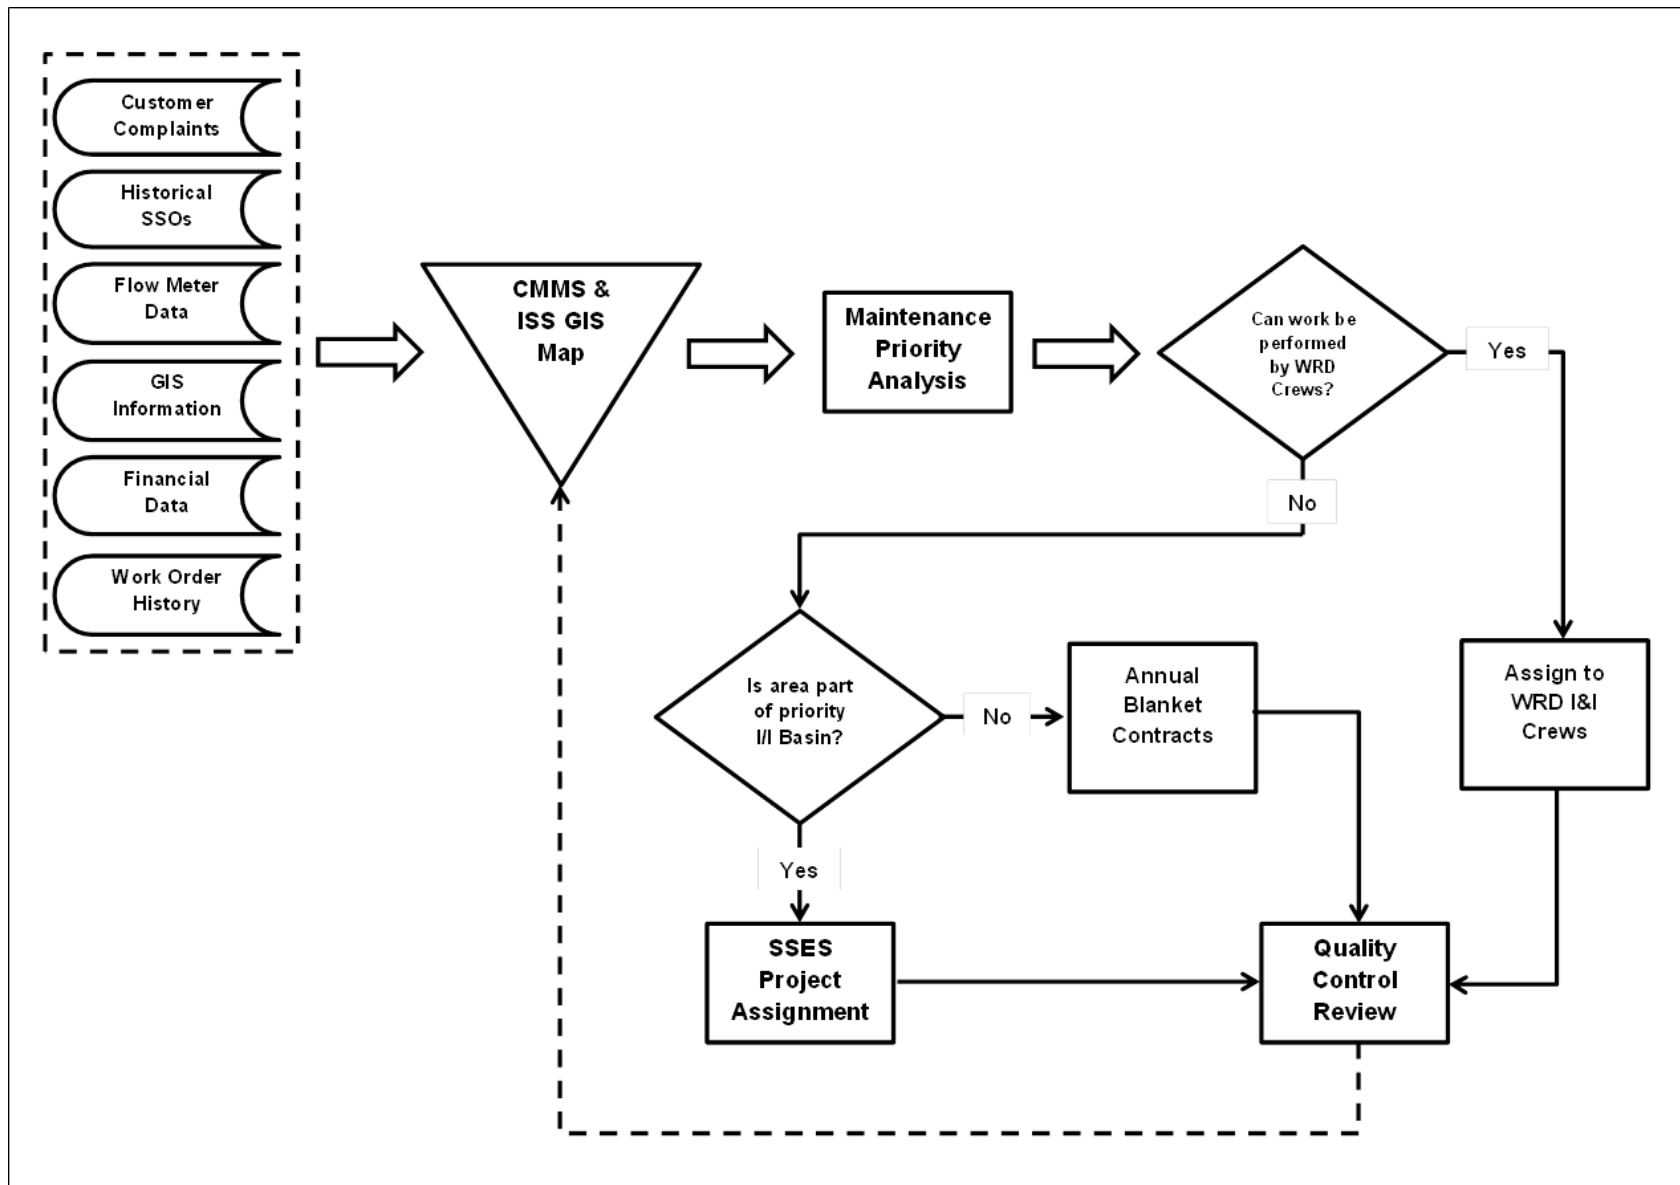 Customer
Complaints
Historical
SSOs
Flow Meter
Data
GIS
Information
Financial
Data
Work Order
History
CMMS &
ISS GIS
Map
Maintenance
Priority
Analysis
Can work be
performed
by WRD
Crews?
Yes
No
Is area part
of priority
I/I Basin?
No
Annual
Blanket
Contracts
Assign to
WRD I&I
Crews
Yes
SSES
Project
Assignment
Quality
Control
Review